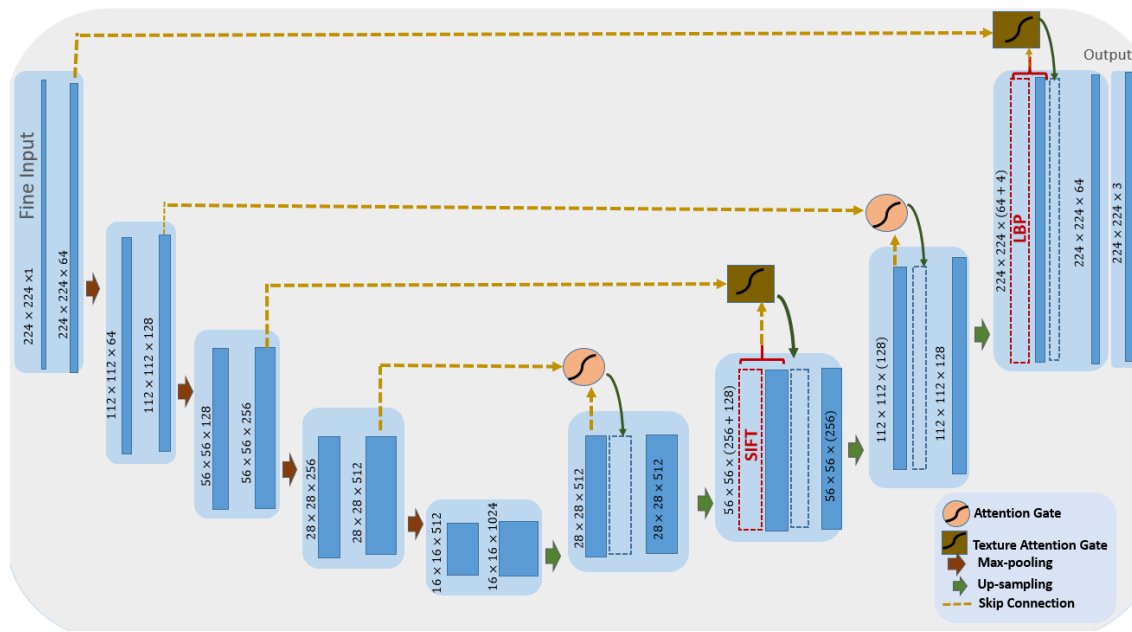 Fine Input
224 × 224 ×1
224 × 224 × 64
112 × 112 × 64
112 × 112 × 128
56 × 56 × 128
56 × 56 × 256
28 × 28 × 256
28 × 28 × 512
16 × 16 × 512
16 × 16 × 1024
28 × 28 × 512
28 × 28 × 512
56 × 56 × (256 + 128)
SIFT
56 × 56 × (256)
112 × 112 × (128)
112 × 112 × 128
224 × 224 × (64 + 4)
LBP
224 × 224 × 64
Output
224 × 224 × 3
Attention Gate
Texture Attention Gate
Max-pooling
Up-sampling
Skip Connection